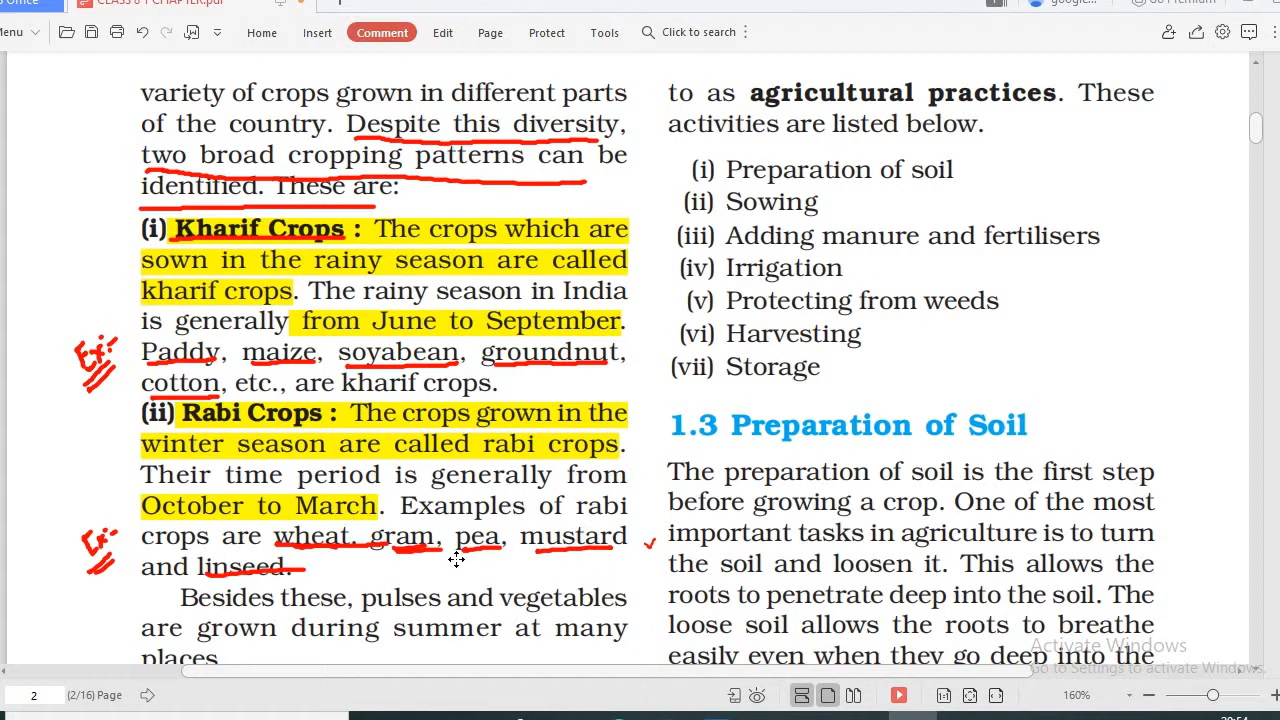 CLASS 8 1 CHAPTER.pdf
google...
Menu
Home
Insert
Comment
Edit
Page
Protect
Tools
Click to search
variety of crops grown in different parts
of the country. Despite this diversity,
two broad cropping patterns can be
identified. These are:
(i) Kharif Crops : The crops which are
sown in the rainy season are called
kharif crops. The rainy season in India
is generally from June to September.
Ex:
Paddy, maize, soyabean, groundnut,
cotton, etc., are kharif crops.
(ii) Rabi Crops : The crops grown in the
winter season are called rabi crops.
Their time period is generally from
October to March. Examples of rabi
Ex:
crops are wheat, gram, pea, mustard
and linseed.
Besides these, pulses and vegetables
are grown during summer at many
places.
to as agricultural practices. These
activities are listed below.
(i) Preparation of soil
(ii) Sowing
(iii) Adding manure and fertilisers
(iv) Irrigation
(v) Protecting from weeds
(vi) Harvesting
(vii) Storage
1.3 Preparation of Soil
The preparation of soil is the first step
before growing a crop. One of the most
important tasks in agriculture is to turn
the soil and loosen it. This allows the
roots to penetrate deep into the soil. The
loose soil allows the roots to breathe
easily even when they go deep into the
Activate Windows
Go to Settings to activate Windows.
2
(2/16) Page
160%